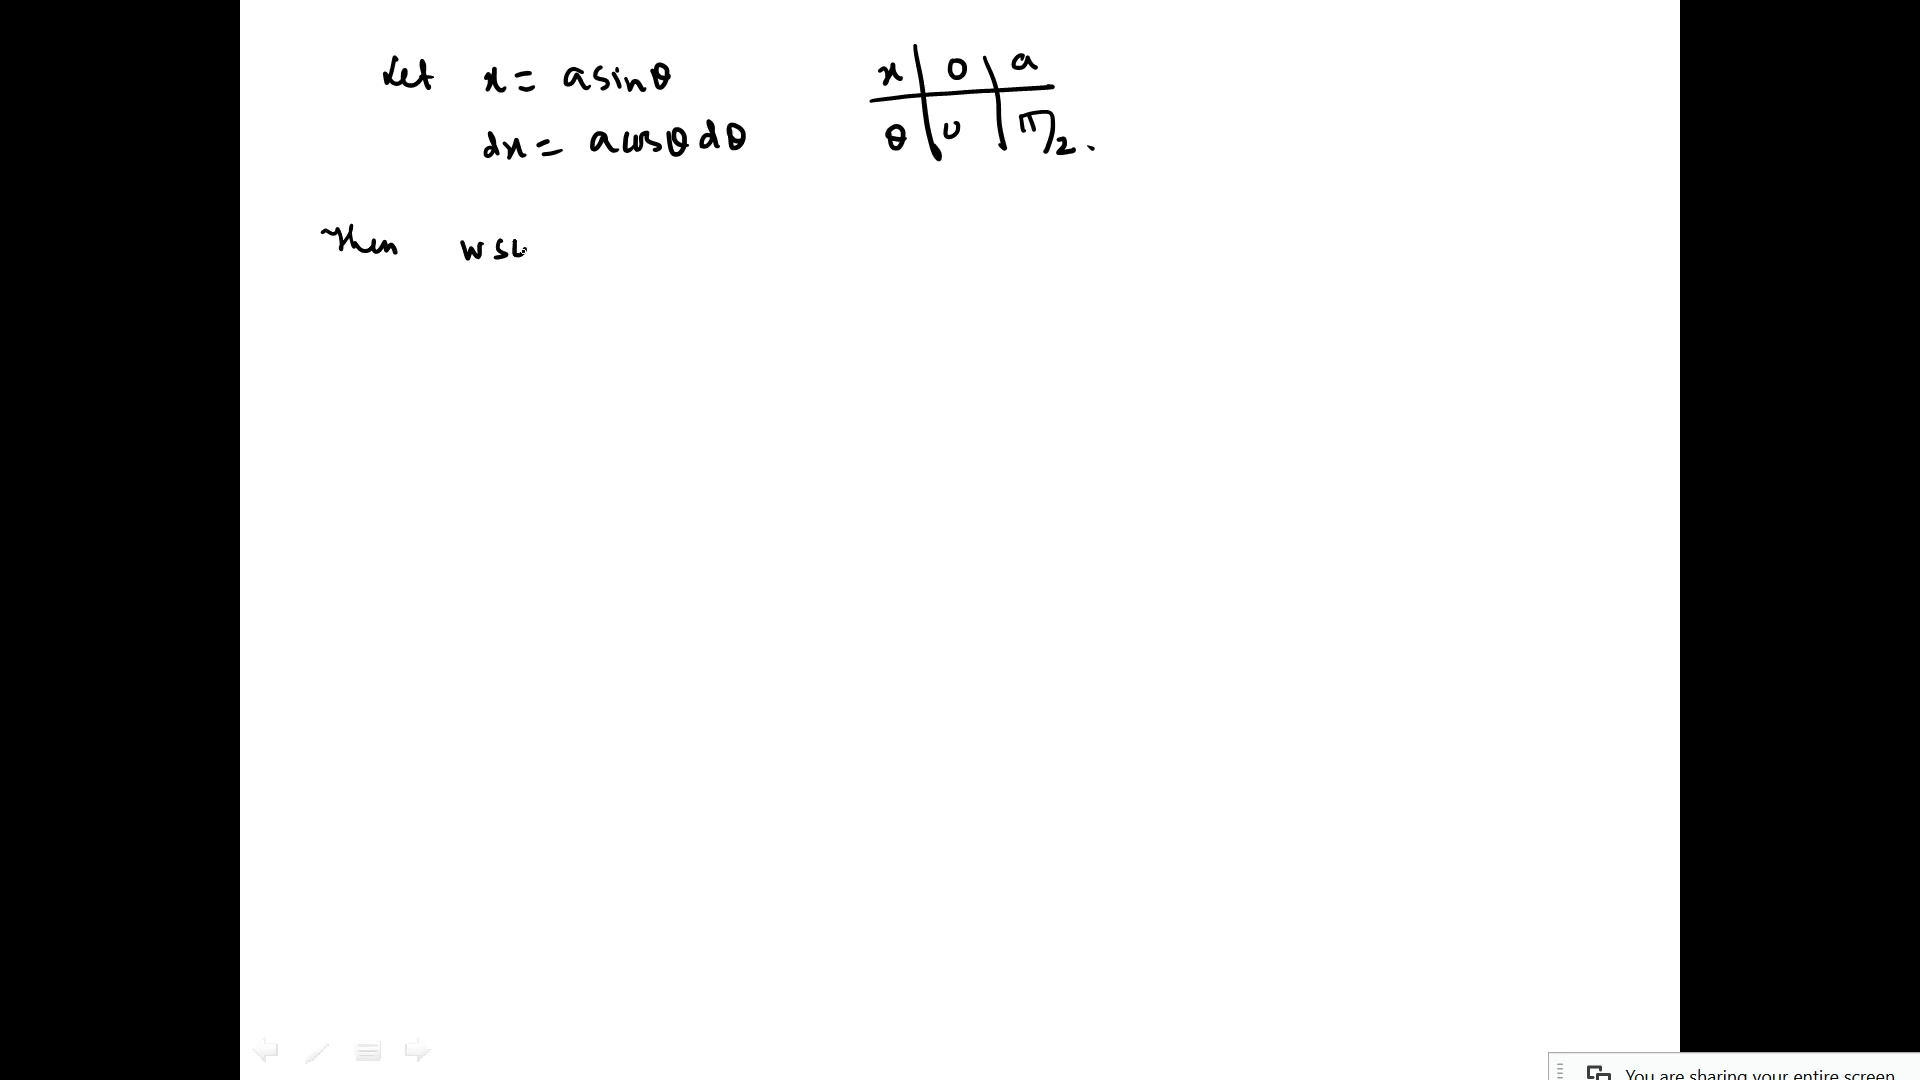 Let x = a sinθ
dx = a cosθ dθ
x | 0 | a
θ | 0 | π/2.
Then
You are sharing your entire screen